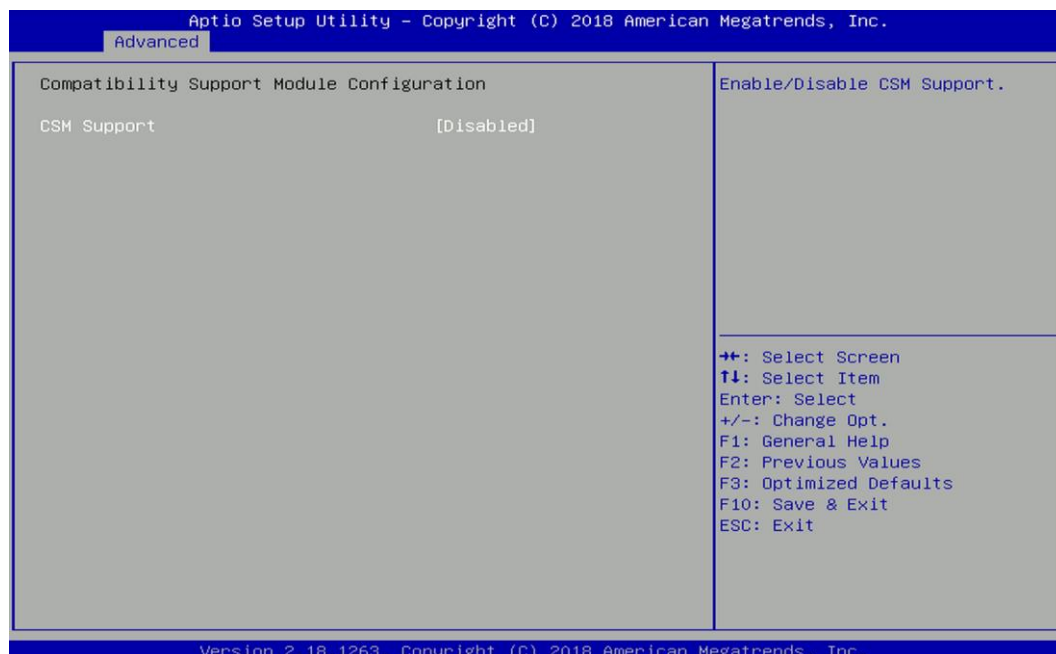 Aptio Setup Utility – Copyright (C) 2018 American Megatrends, Inc.
Advanced
Compatibility Support Module Configuration
CSM Support [Disabled]
Enable/Disable CSM Support.
→←: Select Screen
↑↓: Select Item
Enter: Select
+/-: Change Opt.
F1: General Help
F2: Previous Values
F3: Optimized Defaults
F10: Save & Exit
ESC: Exit
Version 2.18.1263. Copyright (C) 2018 American Megatrends, Inc.